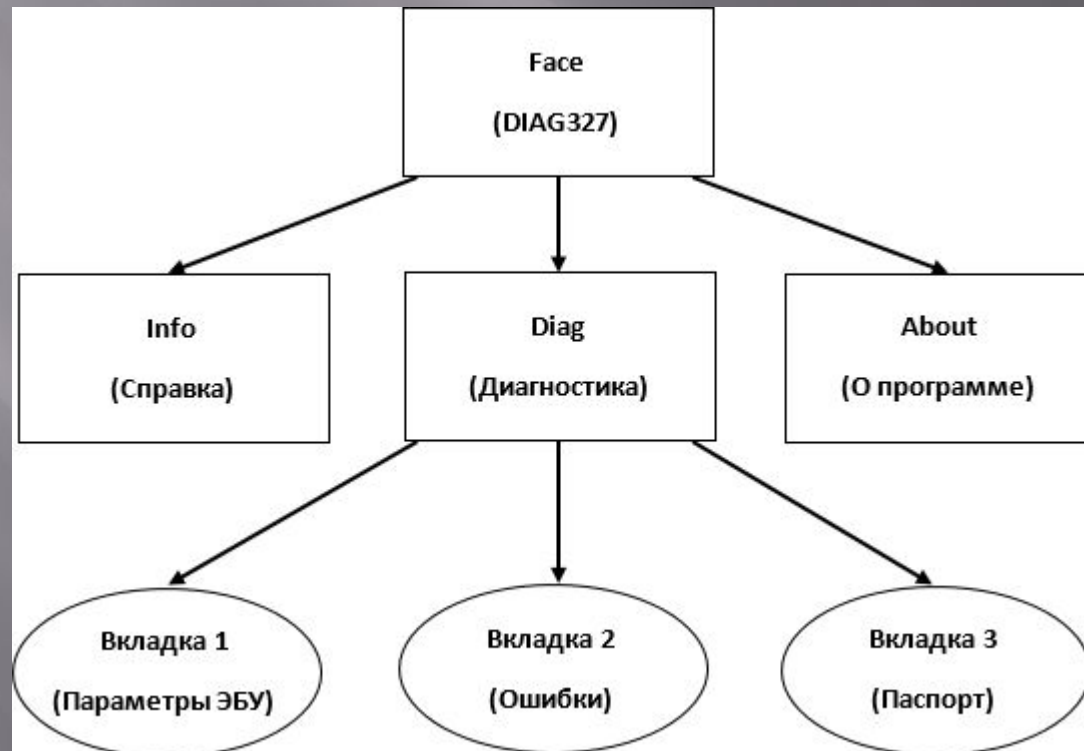 Face
(DIAG327)
Info
(Справка)
Diag
(Диагностика)
About
(О программе)
Вкладка 1
(Параметры ЭБУ)
Вкладка 2
(Ошибки)
Вкладка 3
(Паспорт)